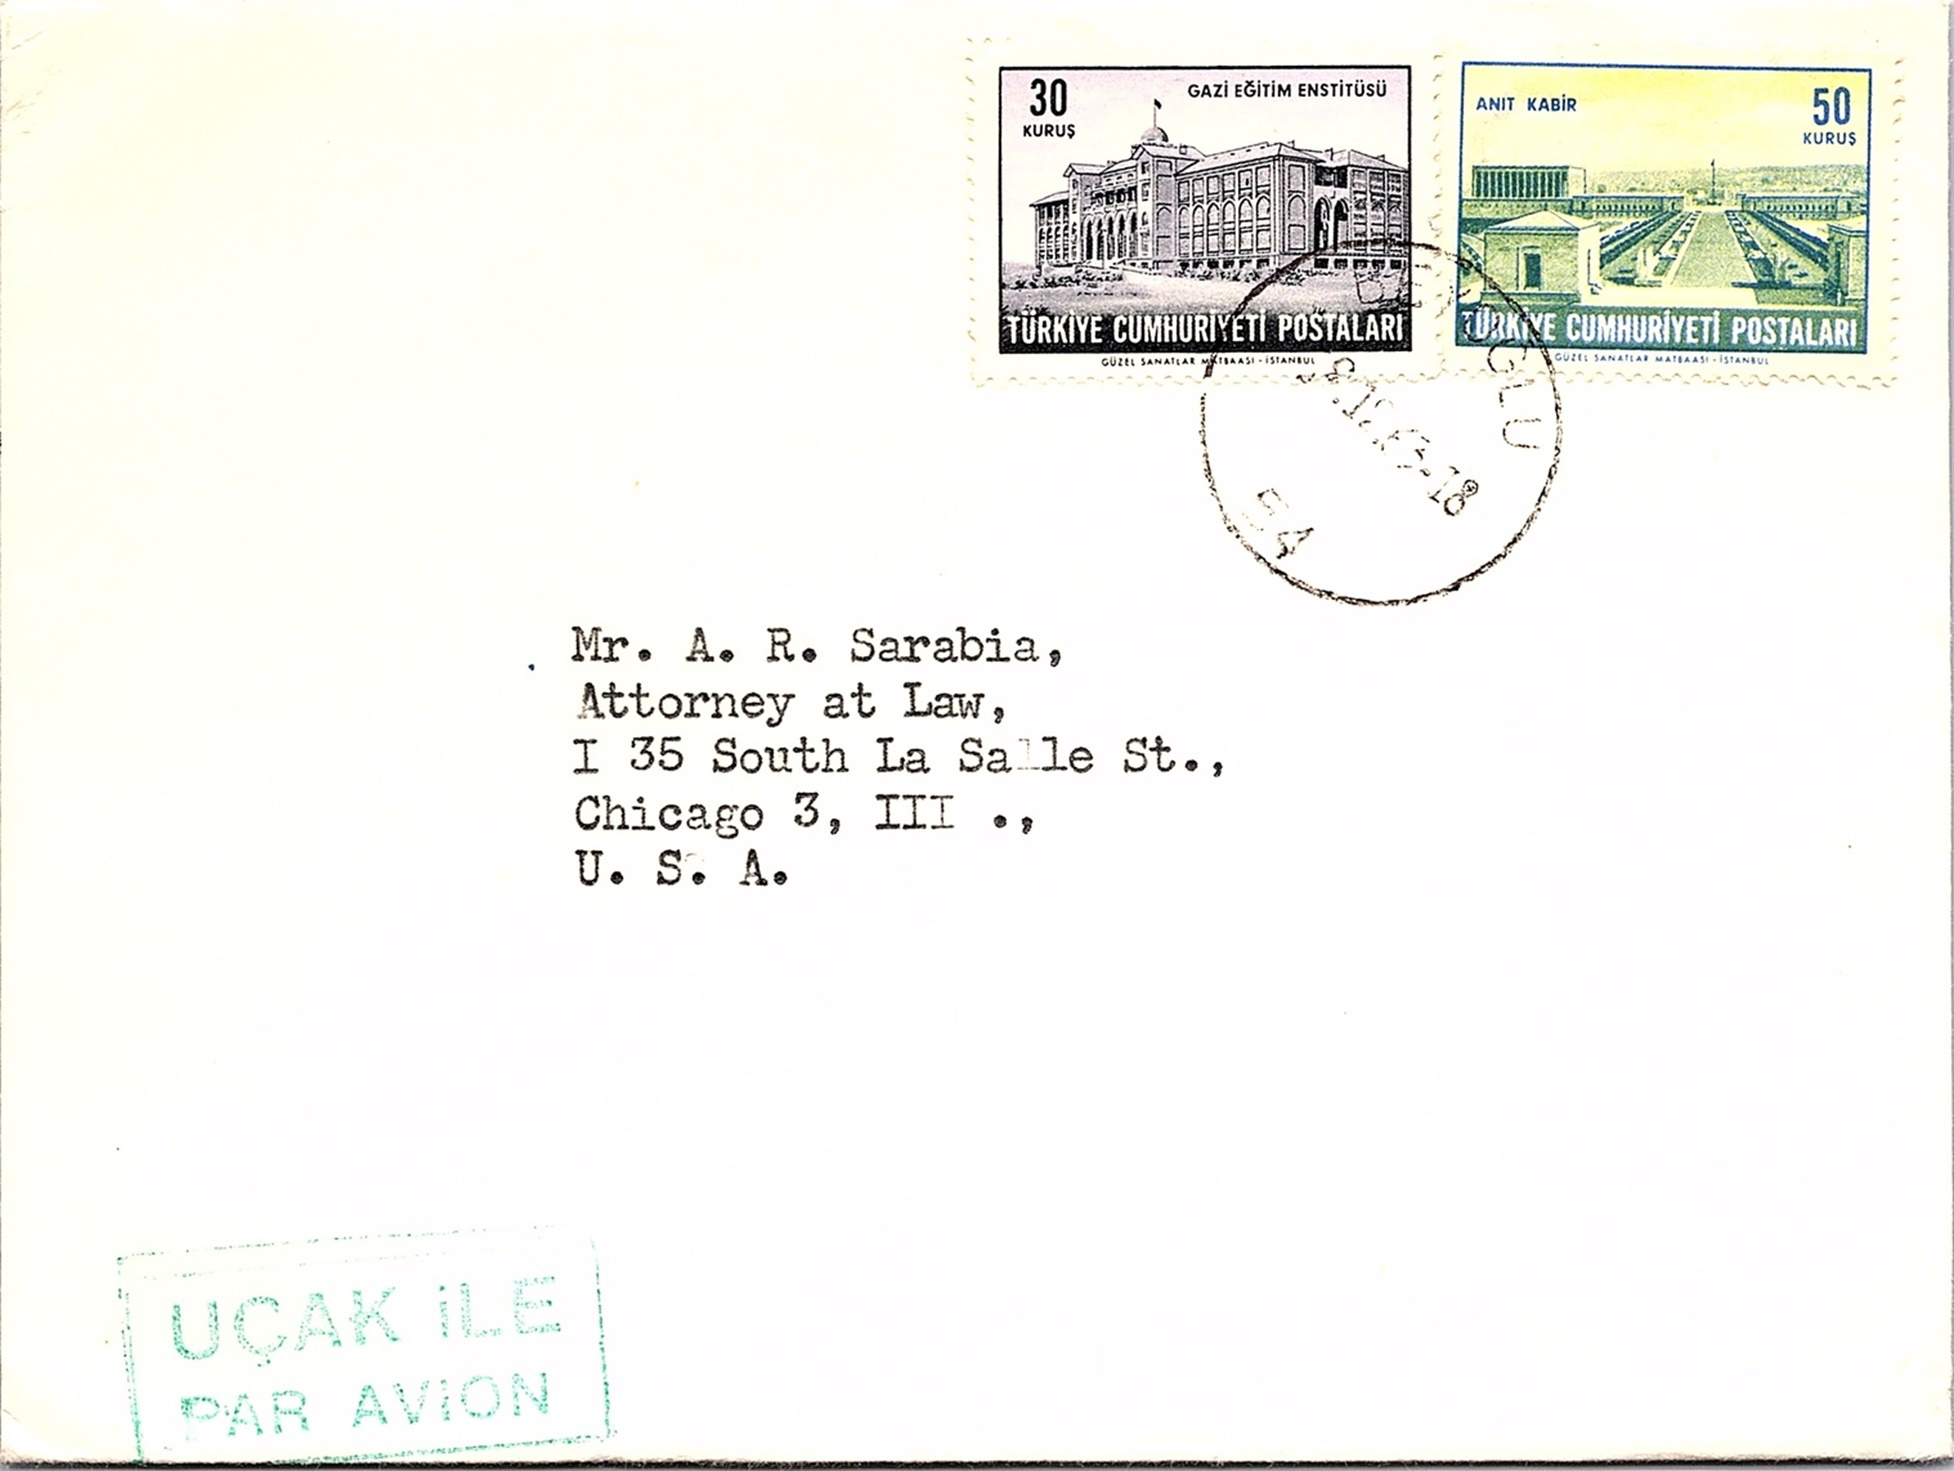 30
KURUŞ
GAZİ EĞİTİM ENSTİTÜSÜ
TÜRKİYE CUMHURİYETİ POSTALARI
GÜZEL SANATLAR MATBAASI - İSTANBUL
ANIT KABİR
50
KURUŞ
TÜRKİYE CUMHURİYETİ POSTALARI
GÜZEL SANATLAR MATBAASI - İSTANBUL
Mr. A. R. Sarabia,
Attorney at Law,
I 35 South La Salle St.,
Chicago 3, III .,
U. S. A.
UÇAK İLE
PAR AVİON